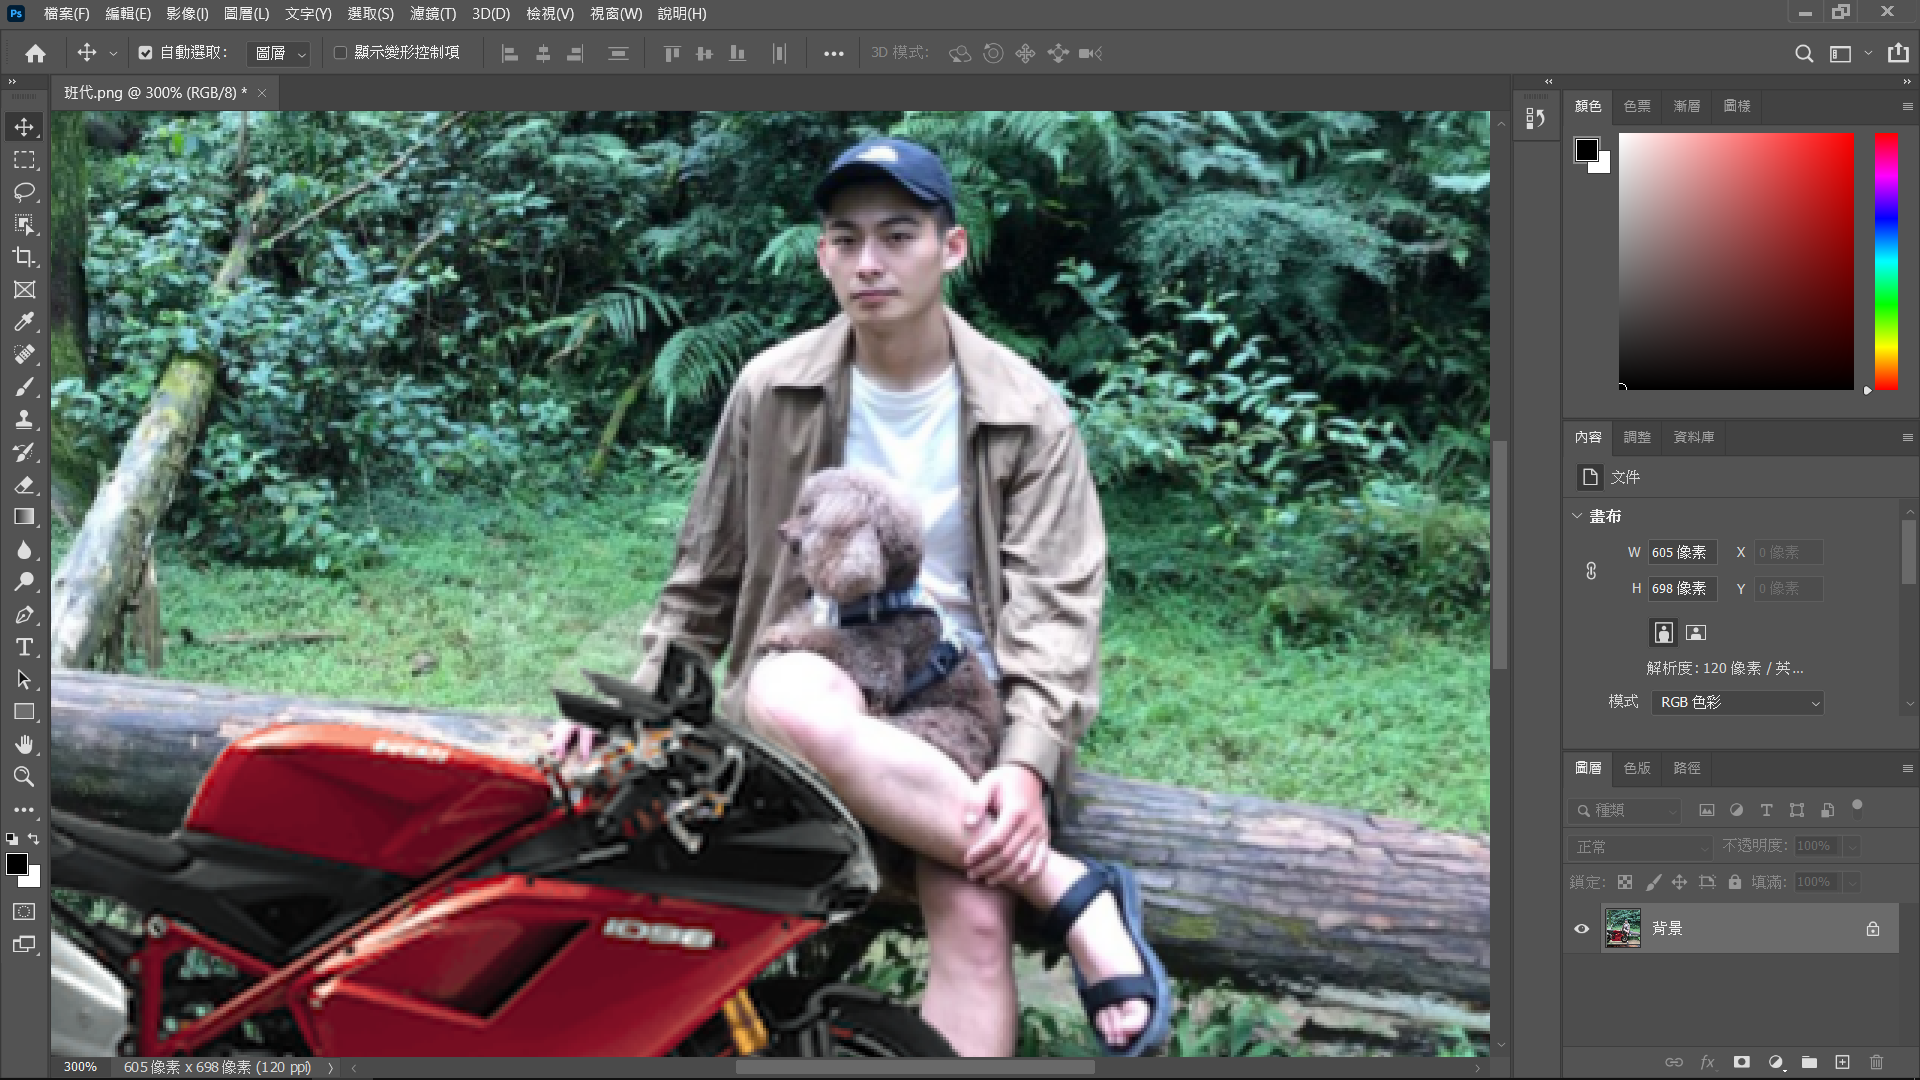 Ps 檔案(F) 編輯(E) 影像(I) 圖層(L) 文字(Y) 選取(S) 濾鏡(T) 3D(D) 檢視(V) 視窗(W) 說明(H)
自動選取： 圖層 顯示變形控制項 3D 模式：
班代.png @ 300% (RGB/8) *
顏色 色票 漸層 圖樣
內容 調整 資料庫
文件
畫布
W 605 像素 X 0 像素
H 698 像素 Y 0 像素
解析度：120 像素 / 英...
模式 RGB 色彩
圖層 色版 路徑
種類
正常 不透明度： 100%
鎖定： 填滿： 100%
背景
fx
DUCATI
1098
300% 605 像素 x 698 像素 (120 ppi)